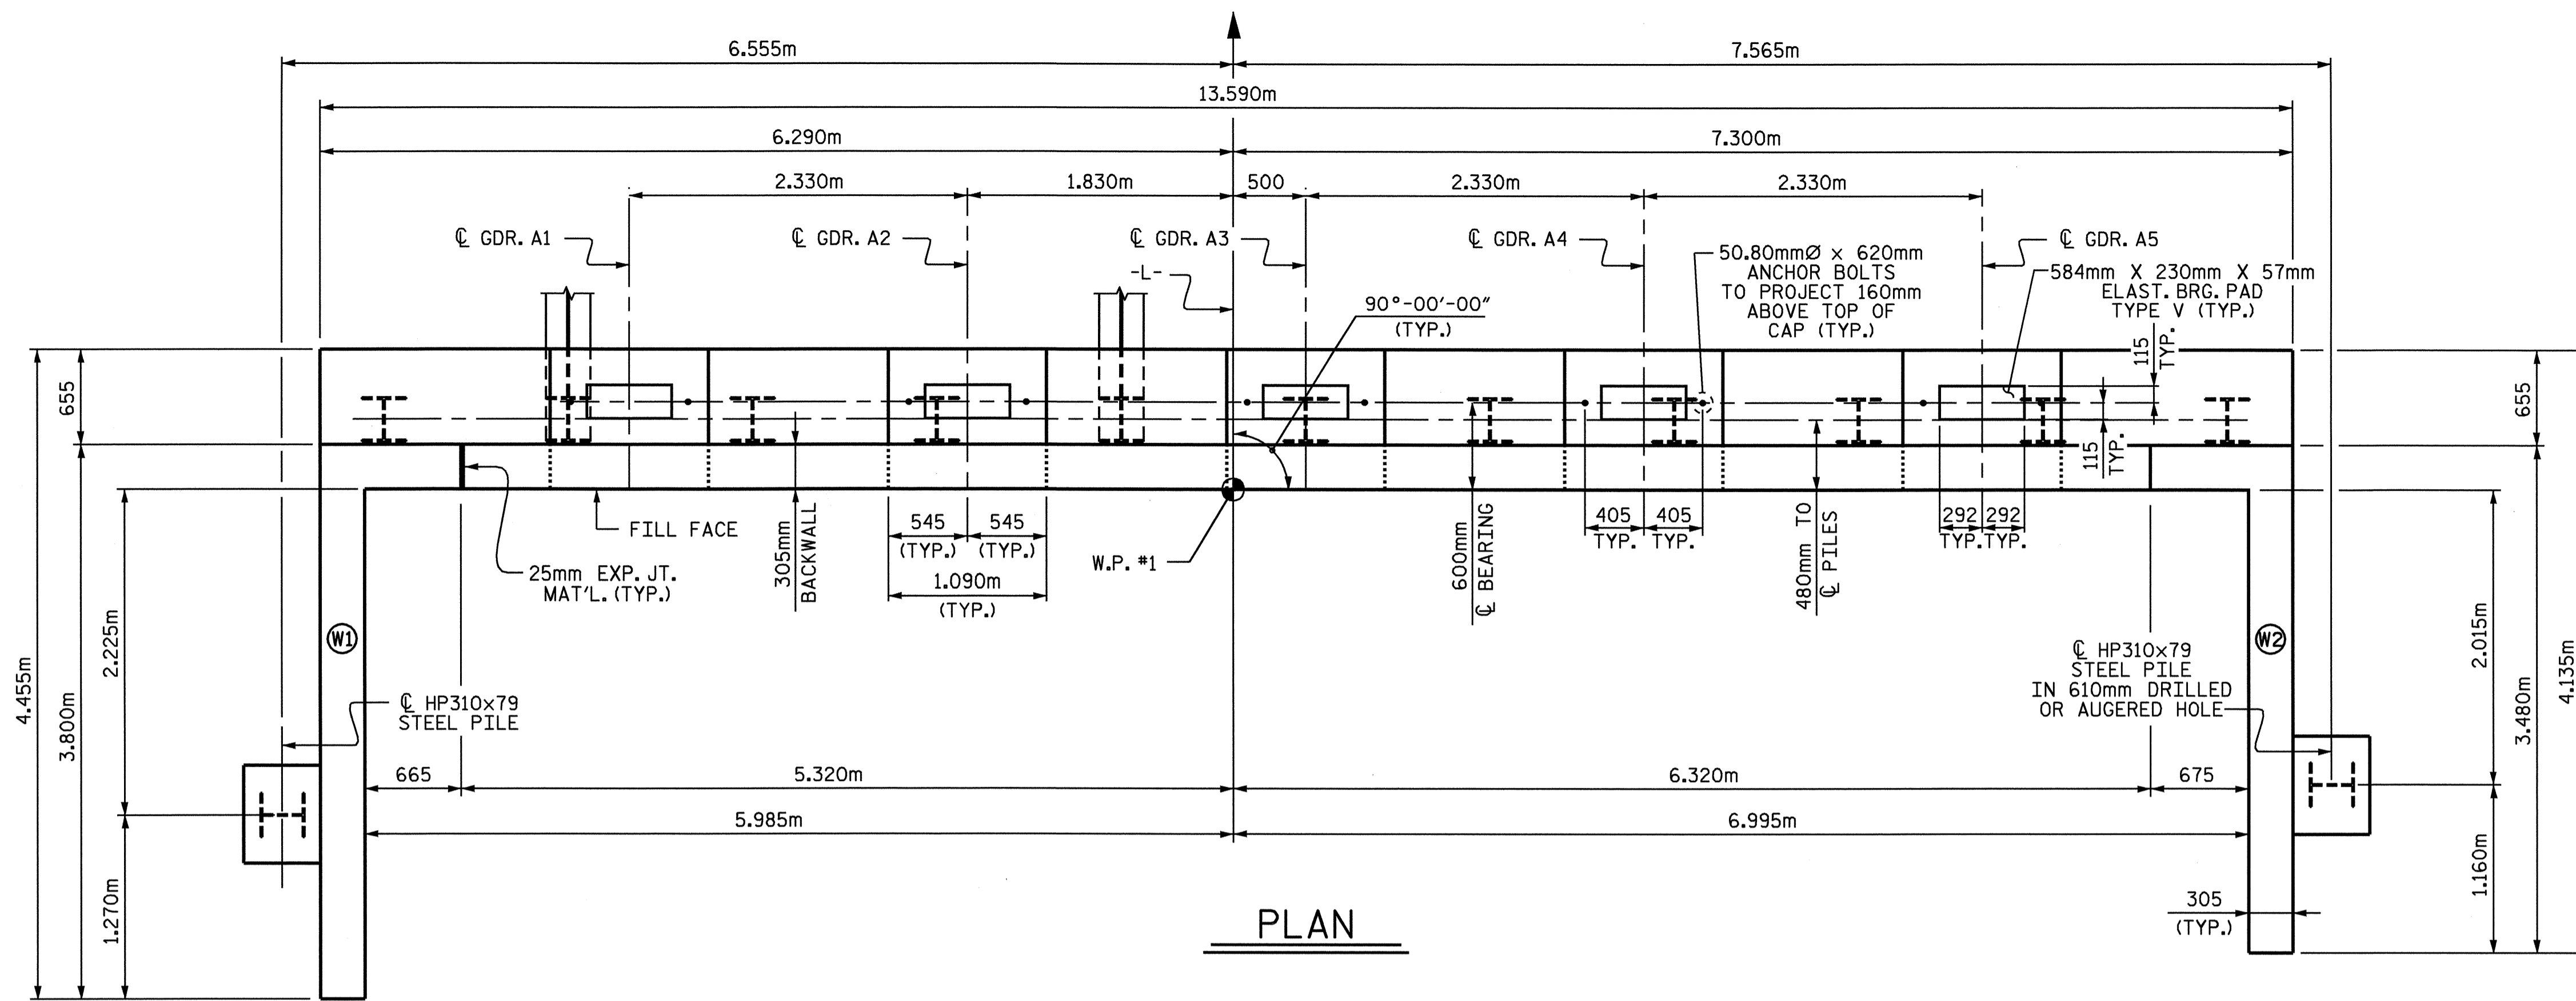 6.555m
7.565m
13.590m
6.290m
7.300m
2.330m
1.830m
500
2.330m
2.330m
℄ GDR. A1
℄ GDR. A2
℄ GDR. A3
-L-
℄ GDR. A4
℄ GDR. A5
50.80mmØ x 620mm
ANCHOR BOLTS
TO PROJECT 160mm
ABOVE TOP OF
CAP (TYP.)
584mm X 230mm X 57mm
ELAST. BRG. PAD
TYPE V (TYP.)
90°-00'-00"
(TYP.)
115
TYP.
655
655
115
TYP.
FILL FACE
25mm EXP. JT.
MAT'L. (TYP.)
305mm
BACKWALL
545
(TYP.)
545
(TYP.)
1.090m
(TYP.)
W.P. #1
600mm
℄ BEARING
405
TYP.
405
TYP.
480mm TO
℄ PILES
292
TYP.
292
TYP.
W1
W2
4.455m
3.800m
2.225m
1.270m
℄ HP310x79
STEEL PILE
℄ HP310x79
STEEL PILE
IN 610mm DRILLED
OR AUGERED HOLE
2.015m
3.480m
4.135m
1.160m
665
5.320m
6.320m
675
5.985m
6.995m
305
(TYP.)
PLAN